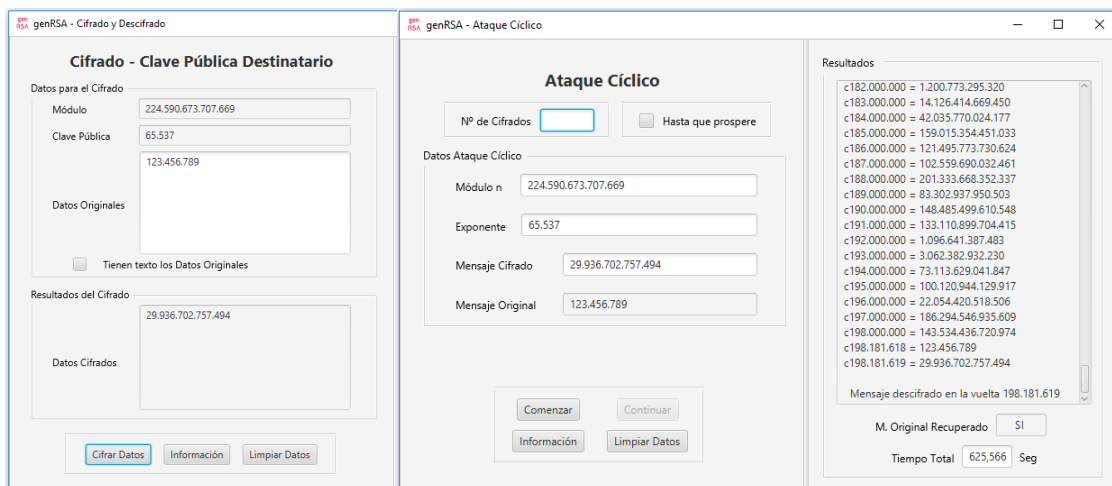 gen RSA genRSA - Cifrado y Descifrado
Cifrado - Clave Pública Destinatario
Datos para el Cifrado
Módulo 224.590.673.707.669
Clave Pública 65.537
123.456.789
Datos Originales
Tienen texto los Datos Originales
Resultados del Cifrado
29.936.702.757.494
Datos Cifrados
Cifrar Datos Información Limpiar Datos
gen RSA genRSA - Ataque Cíclico
Ataque Cíclico
Nº de Cifrados Hasta que prospere
Datos Ataque Cíclico
Módulo n 224.590.673.707.669
Exponente 65.537
Mensaje Cifrado 29.936.702.757.494
Mensaje Original 123.456.789
Comenzar Continuar
Información Limpiar Datos
Resultados
c182.000.000 = 1.200.773.295.320
c183.000.000 = 14.126.414.669.450
c184.000.000 = 42.035.770.024.177
c185.000.000 = 159.015.354.451.033
c186.000.000 = 121.495.773.730.624
c187.000.000 = 102.559.690.032.461
c188.000.000 = 201.333.668.352.337
c189.000.000 = 83.302.937.950.503
c190.000.000 = 148.485.499.610.548
c191.000.000 = 133.110.899.704.415
c192.000.000 = 1.096.641.387.483
c193.000.000 = 3.062.382.932.230
c194.000.000 = 73.113.629.041.847
c195.000.000 = 100.120.944.129.917
c196.000.000 = 22.054.420.518.506
c197.000.000 = 186.294.546.935.609
c198.000.000 = 143.534.436.720.974
c198.181.618 = 123.456.789
c198.181.619 = 29.936.702.757.494
Mensaje descifrado en la vuelta 198.181.619
M. Original Recuperado SI
Tiempo Total 625,566 Seg